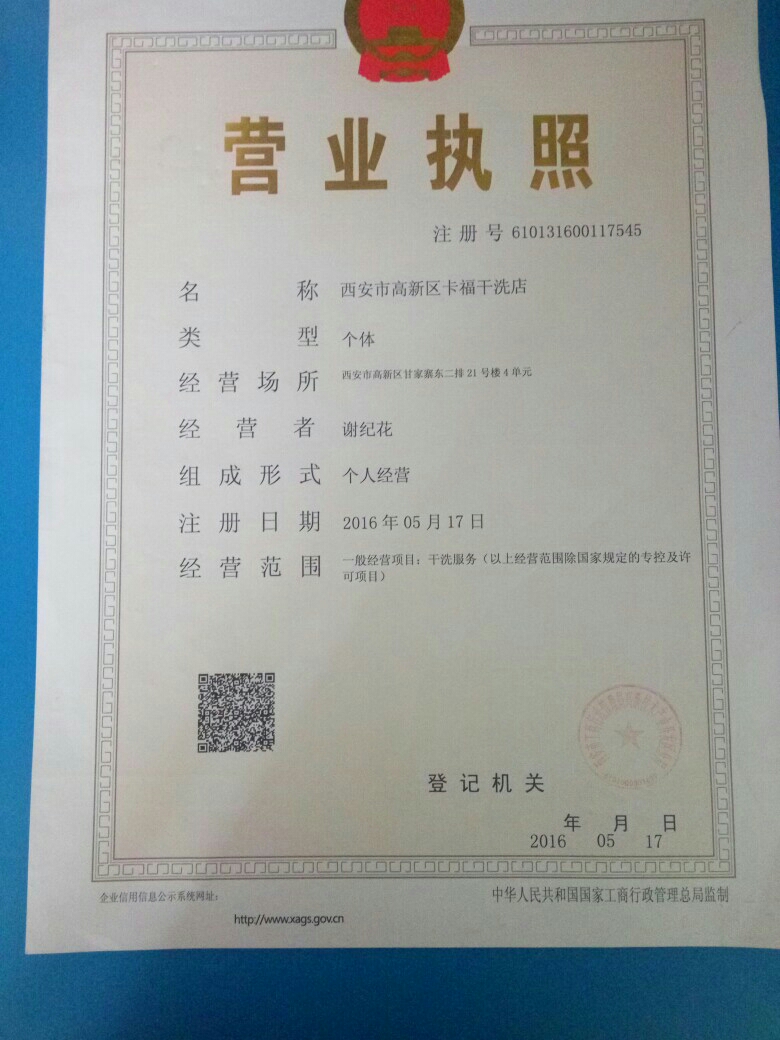 营业执照
注册号 610131600117545
名称 西安市高新区卡福干洗店
类型 个体
经营场所 西安市高新区甘家寨东二排21号楼4单元
经营者 谢纪花
组成形式 个人经营
注册日期 2016年05月17日
经营范围 一般经营项目：干洗服务（以上经营范围除国家规定的专控及许
可项目）
登记机关
年 月 日
2016 05 17
企业信用信息公示系统网址：
http://www.xags.gov.cn
中华人民共和国国家工商行政管理总局监制